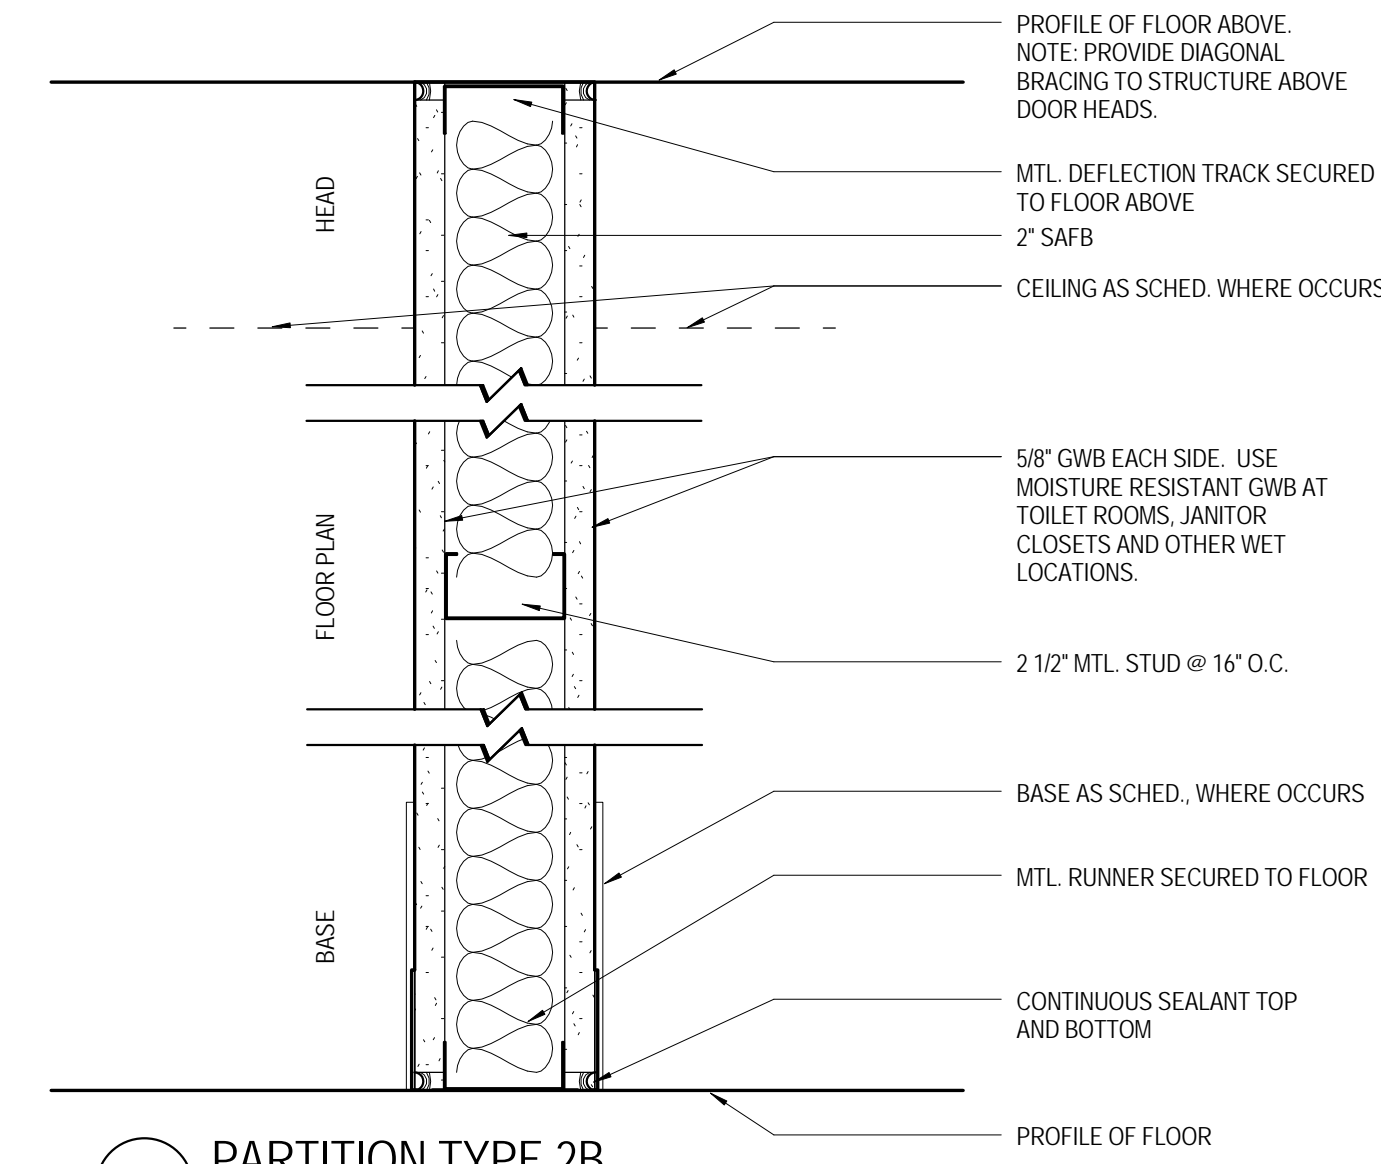 PROFILE OF FLOOR ABOVE.
NOTE: PROVIDE DIAGONAL
BRACING TO STRUCTURE ABOVE
DOOR HEADS.
MTL. DEFLECTION TRACK SECURED
TO FLOOR ABOVE
HEAD
2" SAFB
CEILING AS SCHED. WHERE OCCURS
5/8" GWB EACH SIDE. USE
MOISTURE RESISTANT GWB AT
TOILET ROOMS, JANITOR
CLOSETS AND OTHER WET
LOCATIONS.
FLOOR PLAN
2 1/2" MTL. STUD @ 16" O.C.
BASE AS SCHED., WHERE OCCURS
MTL. RUNNER SECURED TO FLOOR
BASE
CONTINUOUS SEALANT TOP
AND BOTTOM
PROFILE OF FLOOR
PARTITION TYPE 2B